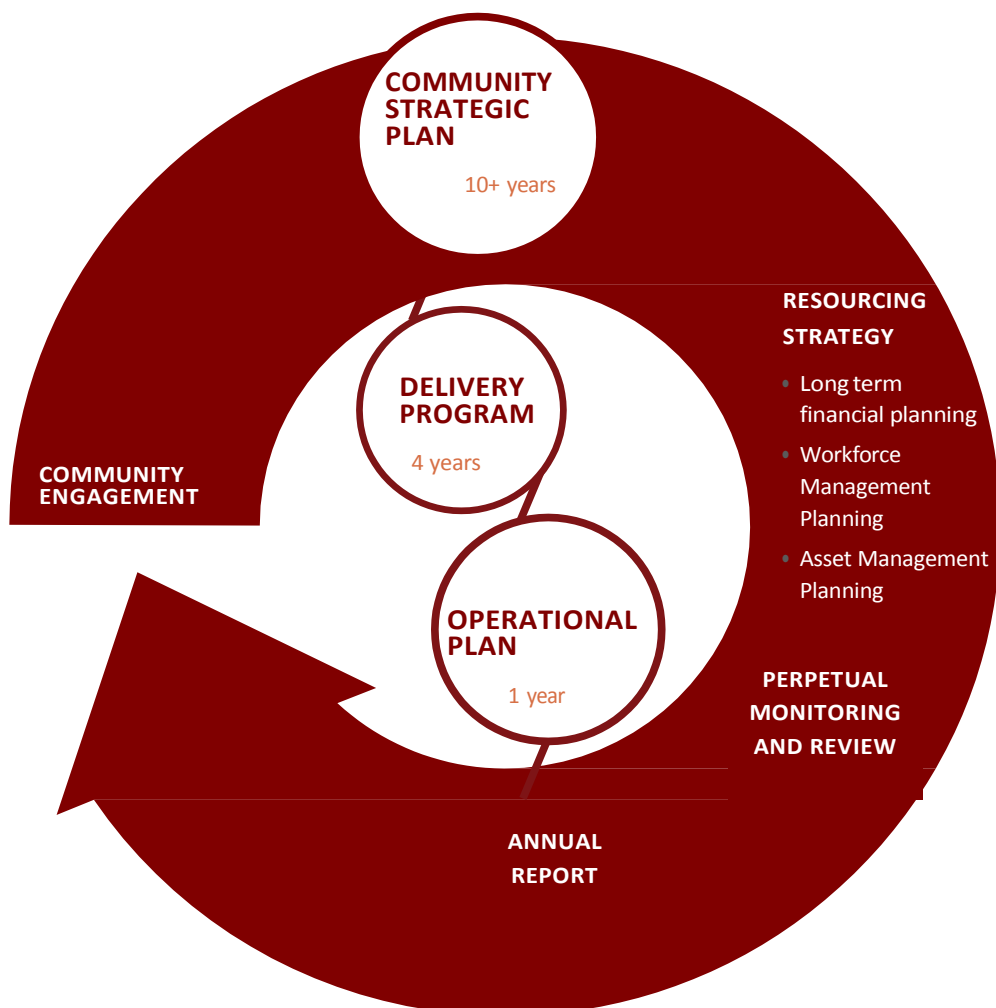 COMMUNITY
STRATEGIC
PLAN
10+ years
RESOURCING
STRATEGY
• Long term
financial planning
• Workforce
Management
Planning
• Asset Management
Planning
DELIVERY
PROGRAM
4 years
COMMUNITY
ENGAGEMENT
OPERATIONAL
PLAN
1 year
PERPETUAL
MONITORING
AND REVIEW
ANNUAL
REPORT